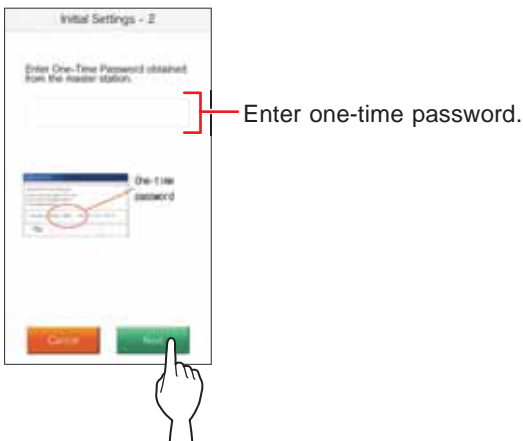 Initial Settings - 2
Enter One-Time Password obtained
from the master station.
Enter one-time password.
One-time
password
Cancel
Next